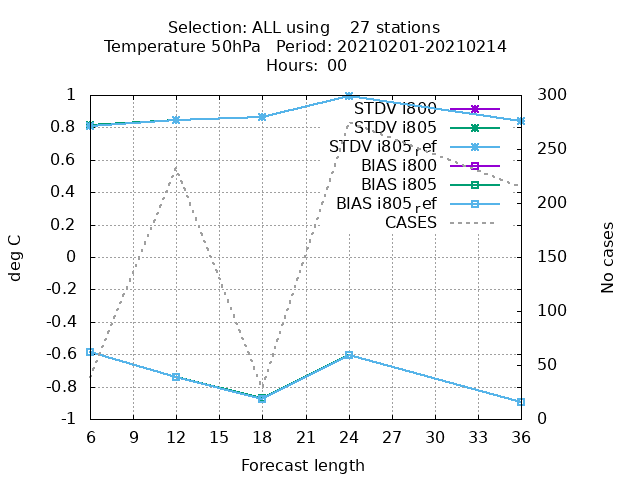 Selection: ALL using    27 stations
Temperature 50hPa   Period: 20210201-20210214
Hours: 00
1
0.8
0.6
0.4
0.2
0
-0.2
-0.4
-0.6
-0.8
-1
deg C
STDV i800
STDV i805
STDV i805_ref
BIAS i800
BIAS i805
BIAS i805_ref
CASES
300
250
200
150
100
50
0
No cases
6 9 12 15 18 21 24 27 30 33 36
Forecast length